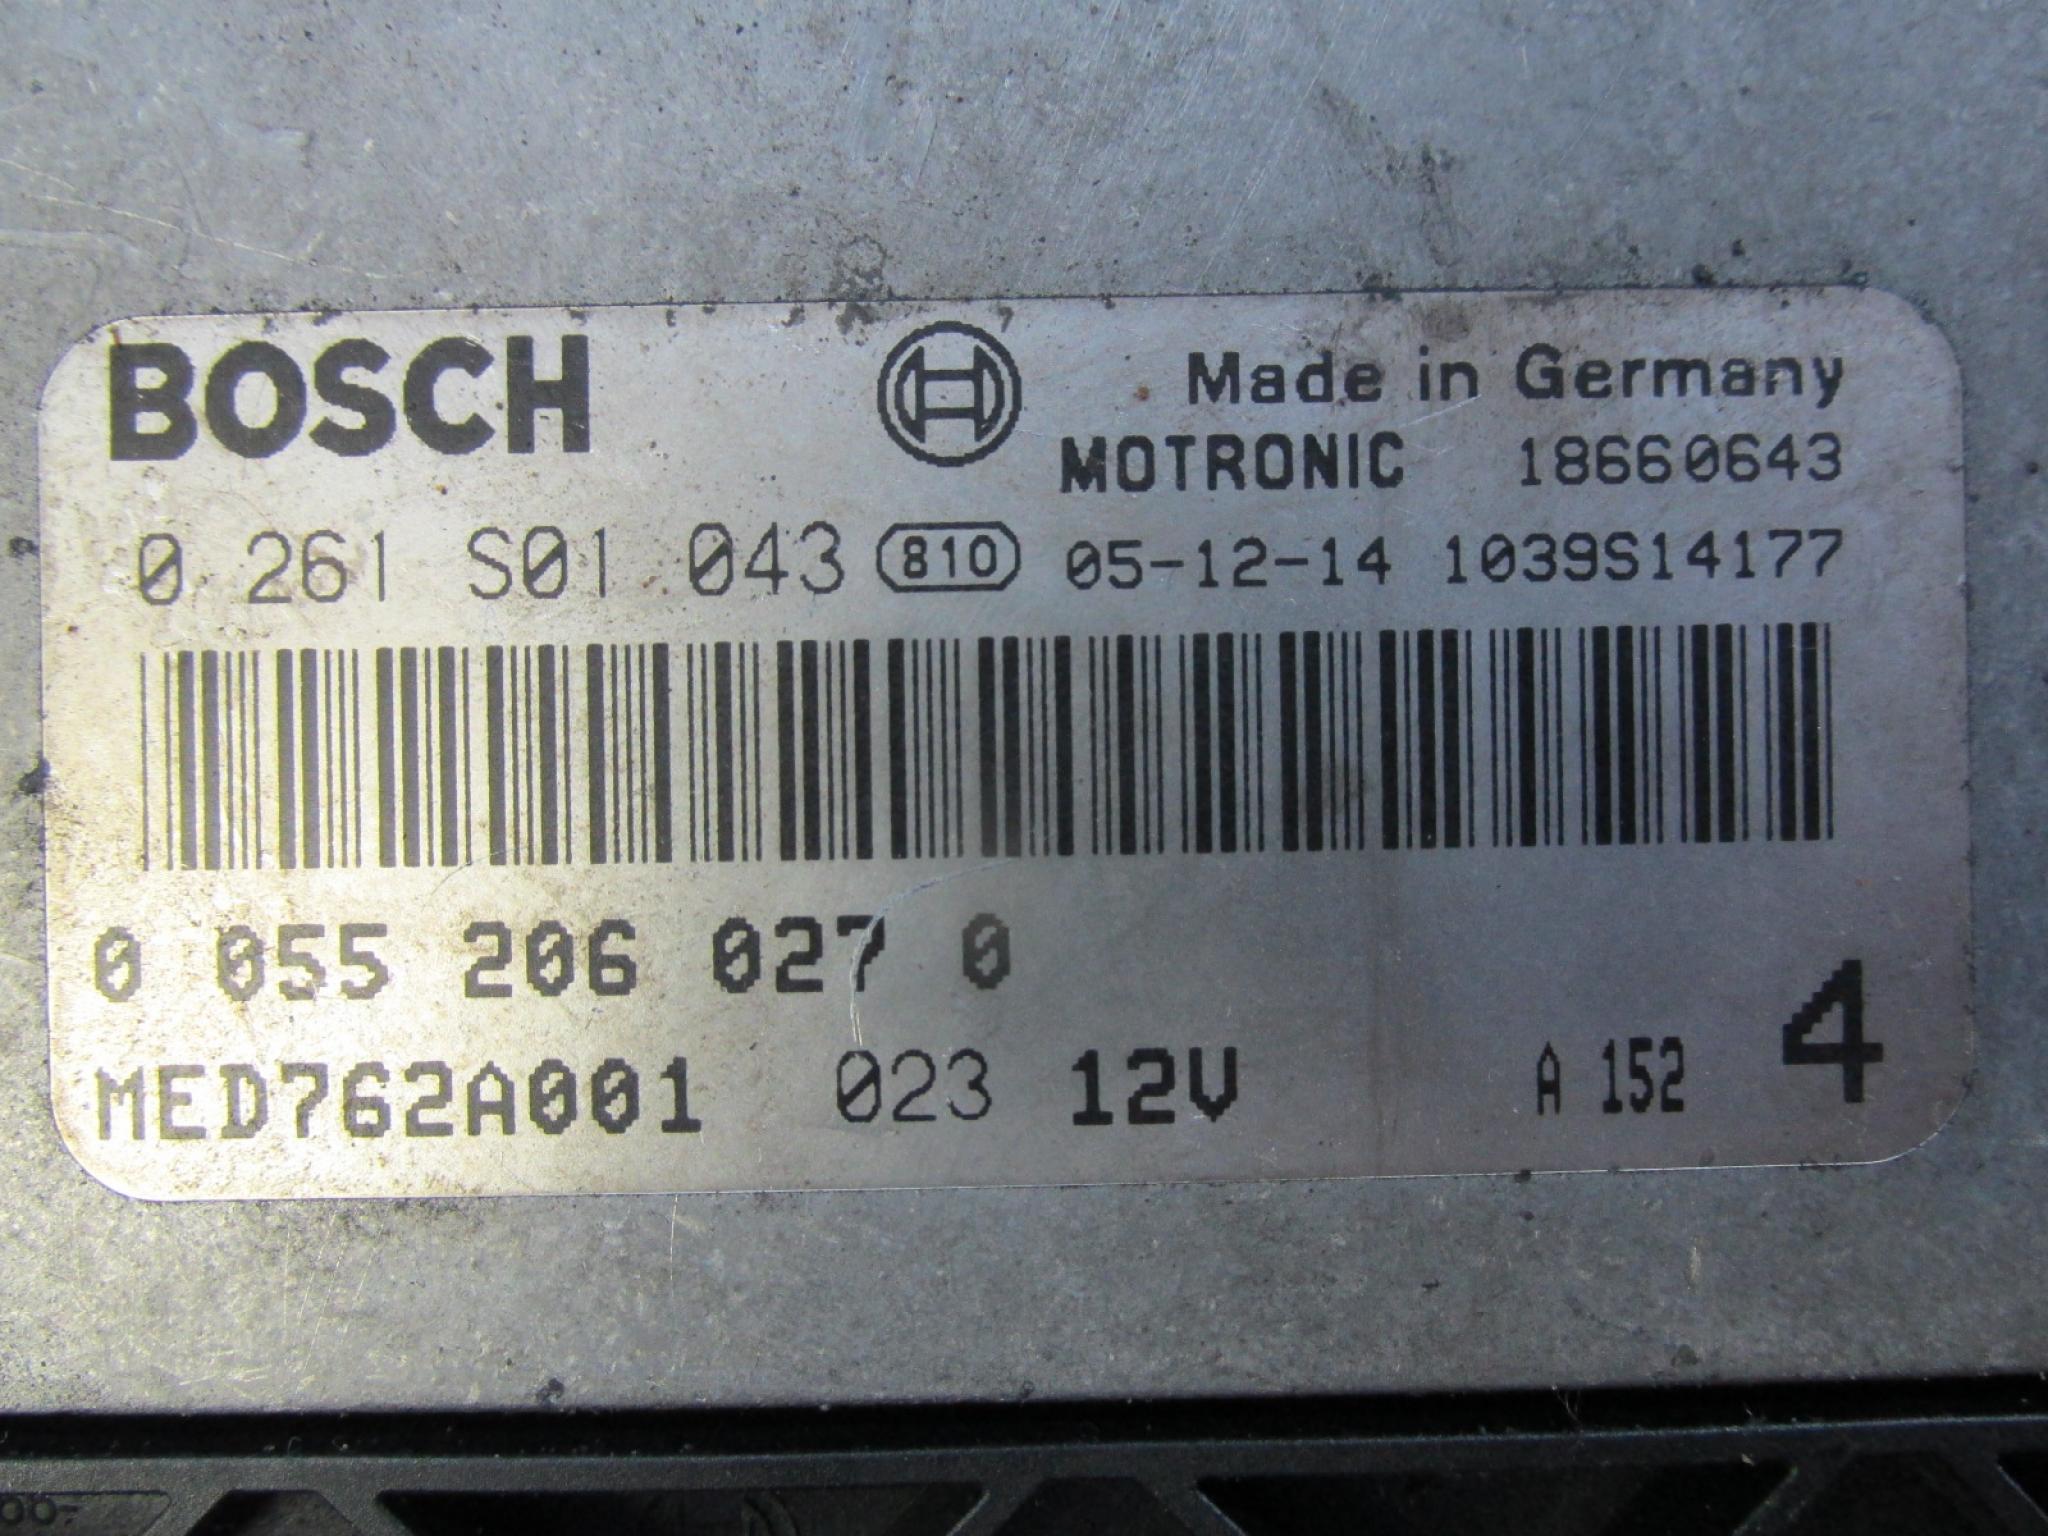 BOSCH Made in Germany
MOTRONIC 18660643
0 261 S01 043 810 05-12-14 1039S14177
0 055 206 027 0
MED762A001 023 12V A 152 4